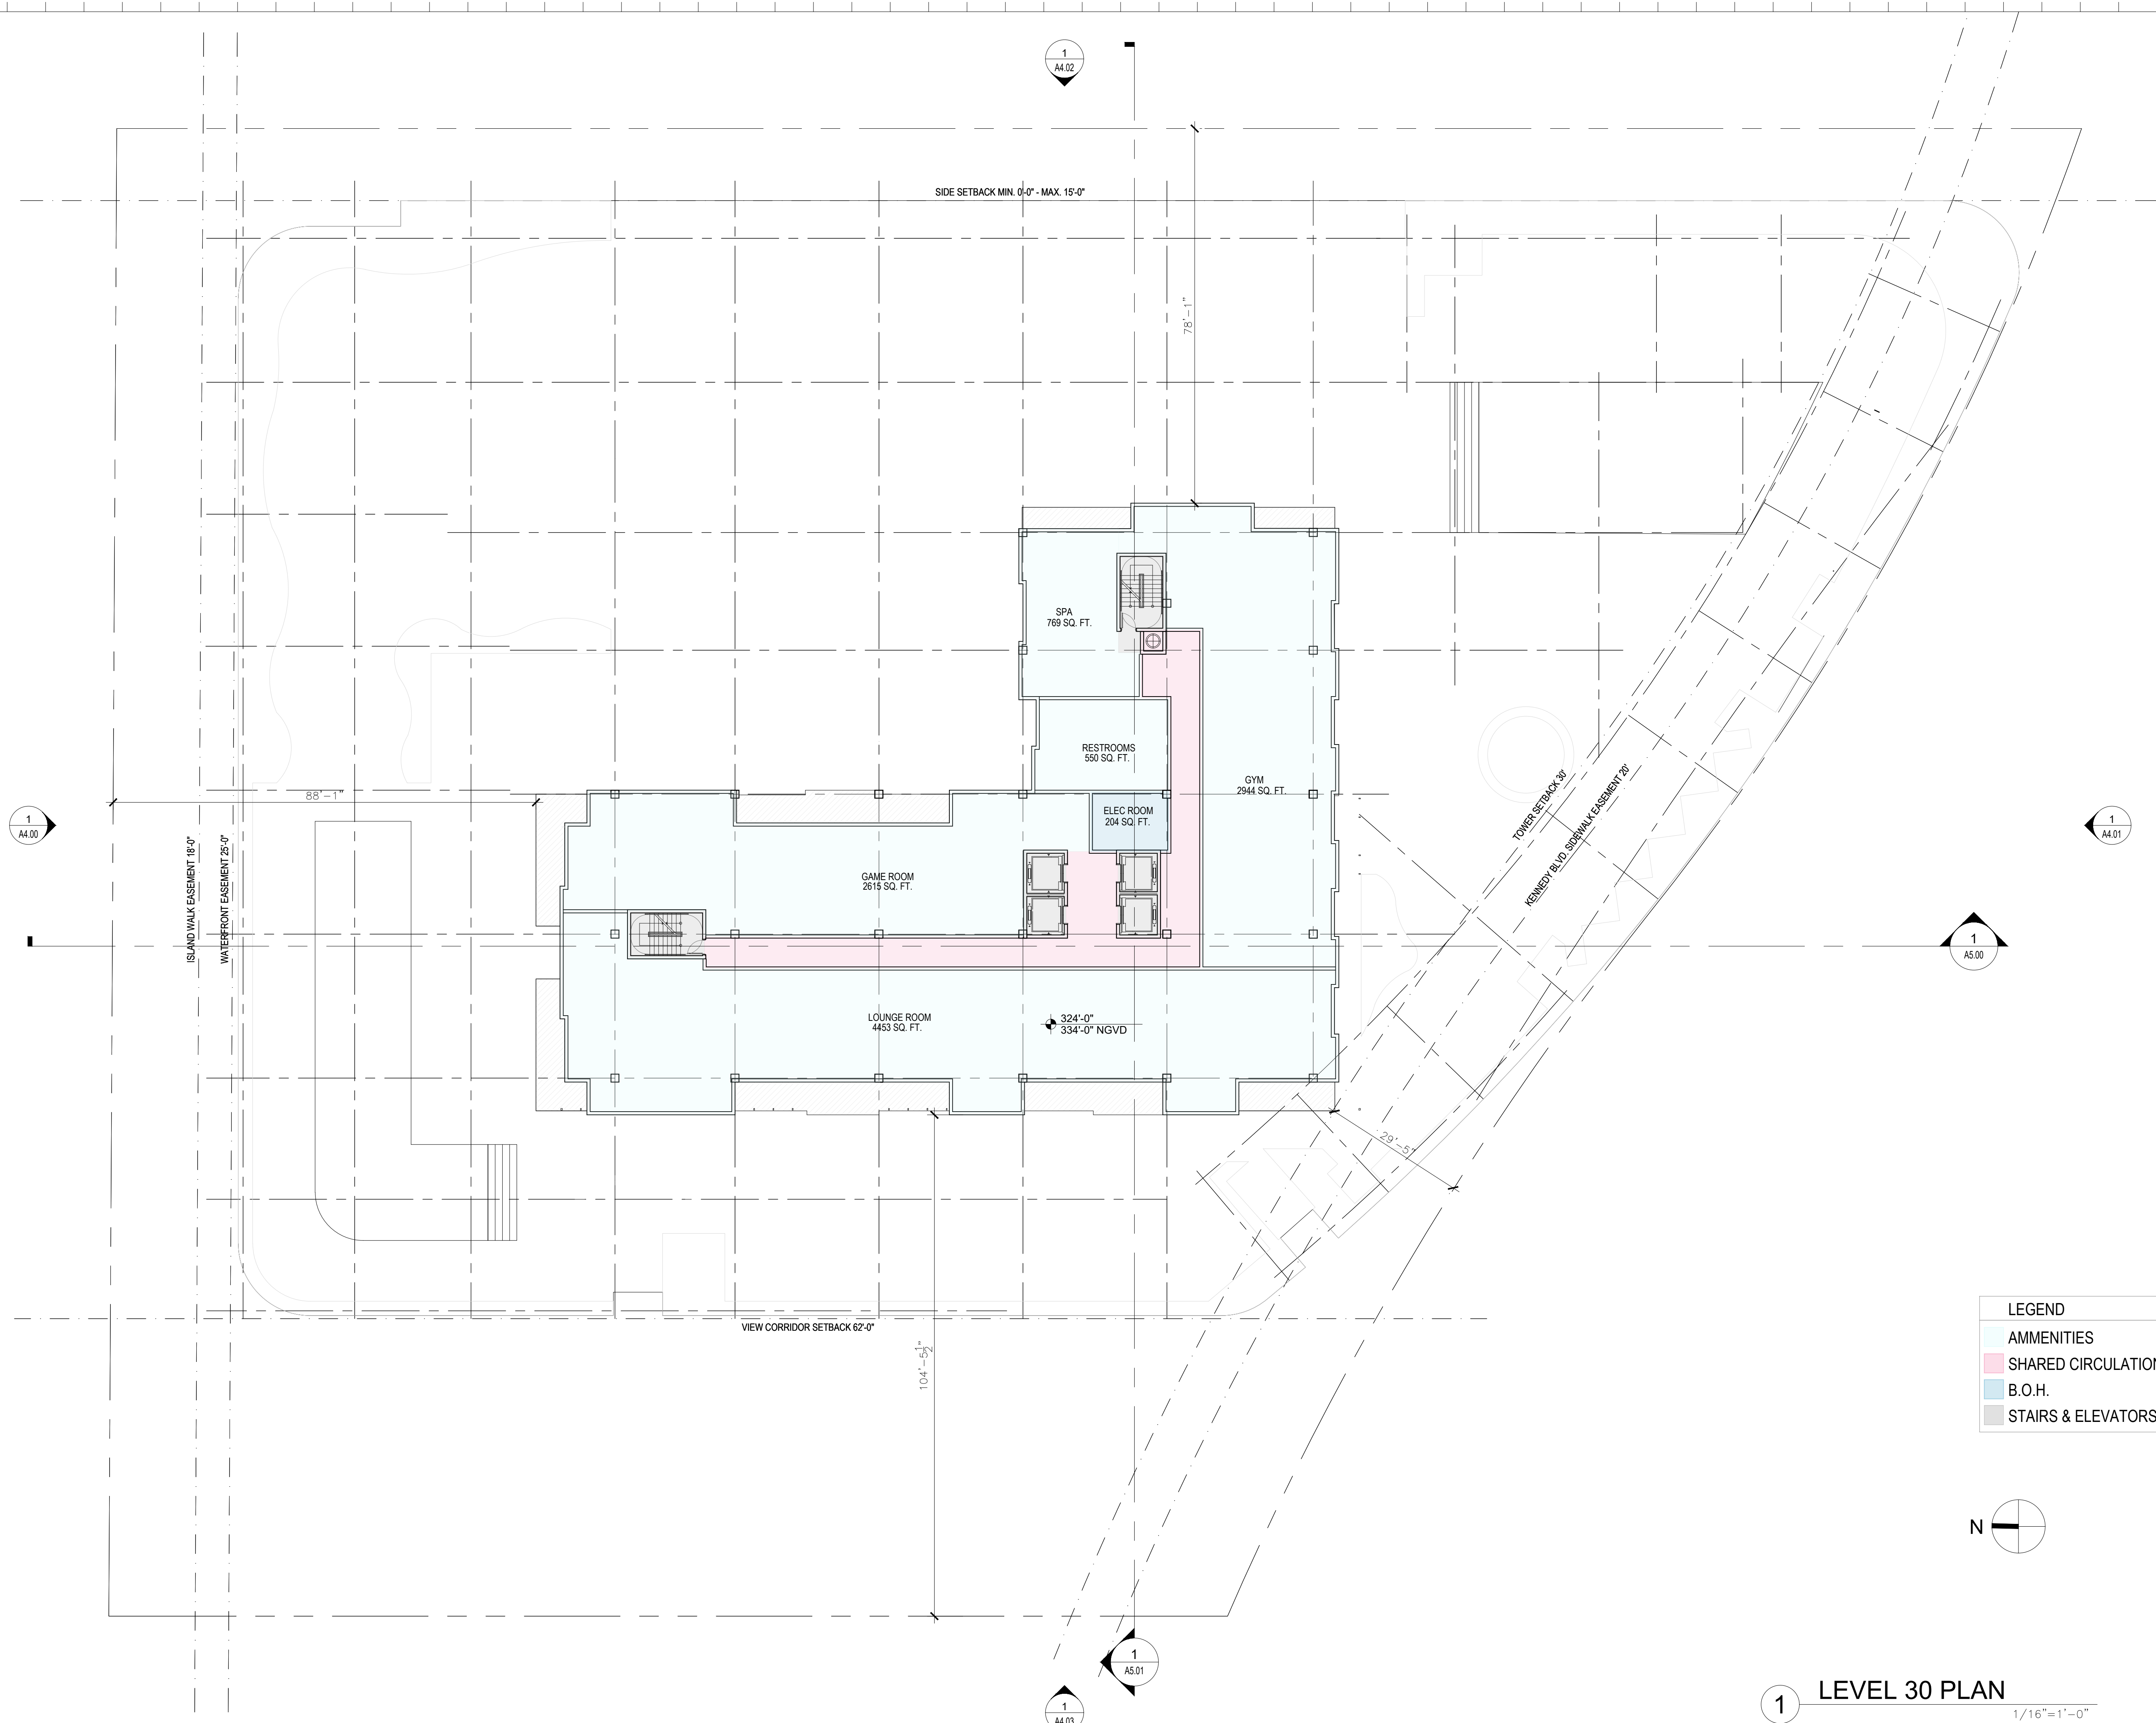 1
A4.02
SIDE SETBACK MIN. 0'-0" - MAX. 15'-0"
78'-1"
SPA
769 SQ. FT.
RESTROOMS
550 SQ. FT.
GYM
2944 SQ. FT.
88'-1"
ELEC ROOM
204 SQ. FT.
TOWER SETBACK 30'
KENNEDY BLVD. SIDEWALK EASEMENT 20'
1
A4.00
1
A4.01
ISLAND WALK EASEMENT 18'-0"
WATERFRONT EASEMENT 25'-0"
GAME ROOM
2615 SQ. FT.
1
A5.00
LOUNGE ROOM
4453 SQ. FT.
324'-0"
334'-0" NGVD
29'-5"
VIEW CORRIDOR SETBACK 62'-0"
104'-5 1/2"
LEGEND
AMMENITIES
SHARED CIRCULATION
B.O.H.
STAIRS & ELEVATORS
N
1
A5.01
1
A4.03
1
LEVEL 30 PLAN
1/16"=1'-0"